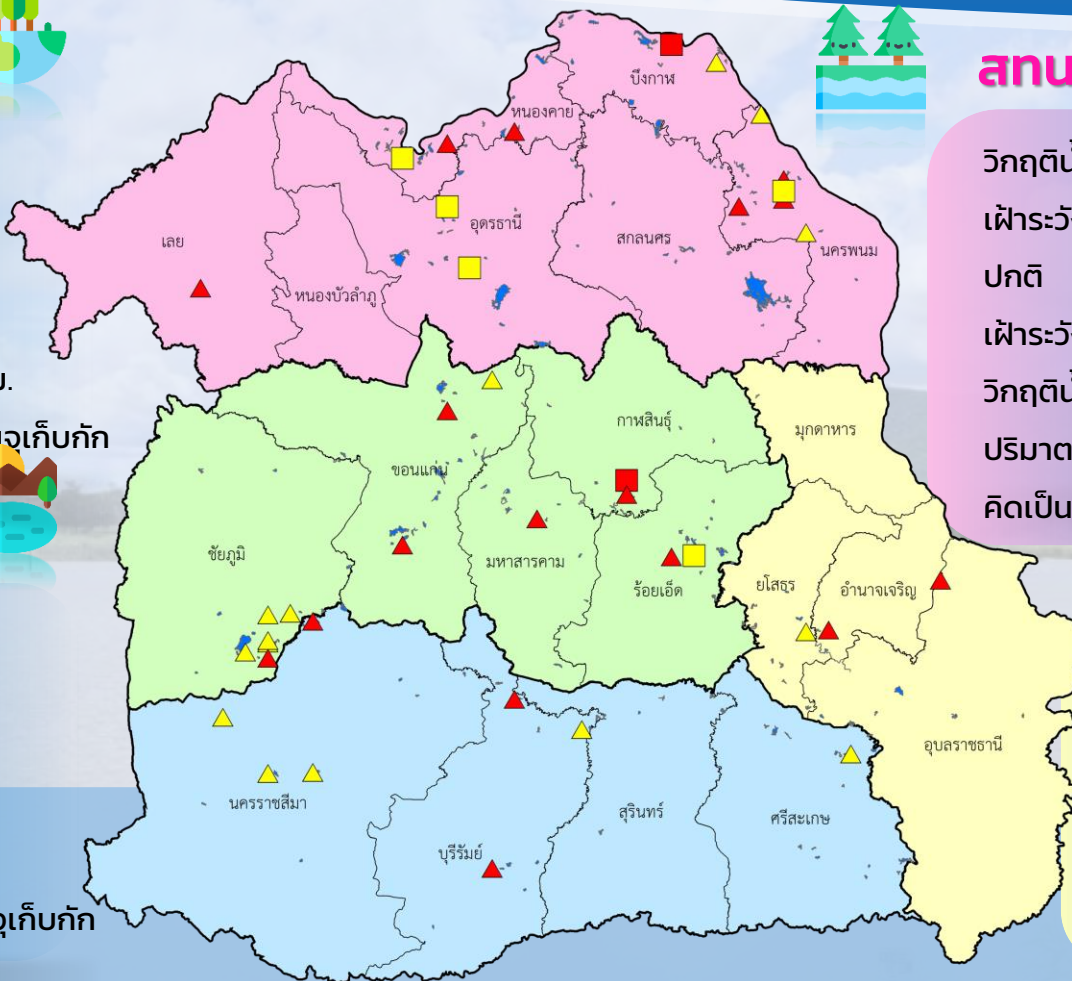 สทน
วิกฤติน้
เฝ้าระวัง
ปกติ
เฝ้าระวัง
วิกฤติน้
ปริมาต
คิดเป็น
ม.
จุเก็บกัก
จุเก็บกัก
บึงกาฬ
หนองคาย
เลย
อุดรธานี
สกลนคร
นครพนม
หนองบัวลำภู
กาฬสินธุ์
มุกดาหาร
ขอนแก่น
ชัยภูมิ
มหาสารคาม
ร้อยเอ็ด
ยโสธร
อำนาจเจริญ
อุบลราชธานี
นครราชสีมา
บุรีรัมย์
สุรินทร์
ศรีสะเกษ